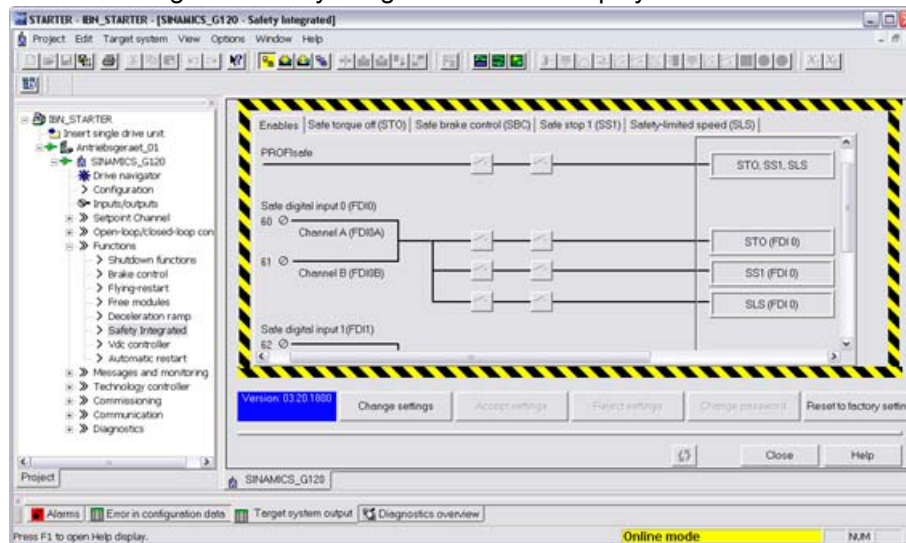 STARTER - IBN_STARTER - [SINAMICS_G120 - Safety Integrated]
Project Edit Target system View Options Window Help
IBN_STARTER
Insert single drive unit
Antriebsgeraet_01
SINAMICS_G120
Drive navigator
Configuration
Inputs/outputs
Setpoint Channel
Open-loop/closed-loop con
Functions
Shutdown functions
Brake control
Flying-restart
Free modules
Deceleration ramp
Safety Integrated
Vdc controller
Automatic restart
Messages and monitoring
Technology controller
Commissioning
Communication
Diagnostics
Project
Enables Safe torque off (STO) Safe brake control (SBC) Safe stop 1 (SS1) Safely-limited speed (SLS)
PROFIsafe
STO, SS1, SLS
Safe digital input 0 (FDI0)
60
Channel A (FDI0A)
STO (FDI 0)
61
Channel B (FDI0B)
SS1 (FDI 0)
SLS (FDI 0)
Safe digital input 1(FDI1)
62
Version: 03.20.1800 Change settings Accept settings Reject settings Change password Reset to factory settin
Close Help
SINAMICS_G120
Alarms Error in configuration data Target system output Diagnostics overview
Press F1 to open Help display. Online mode NUM